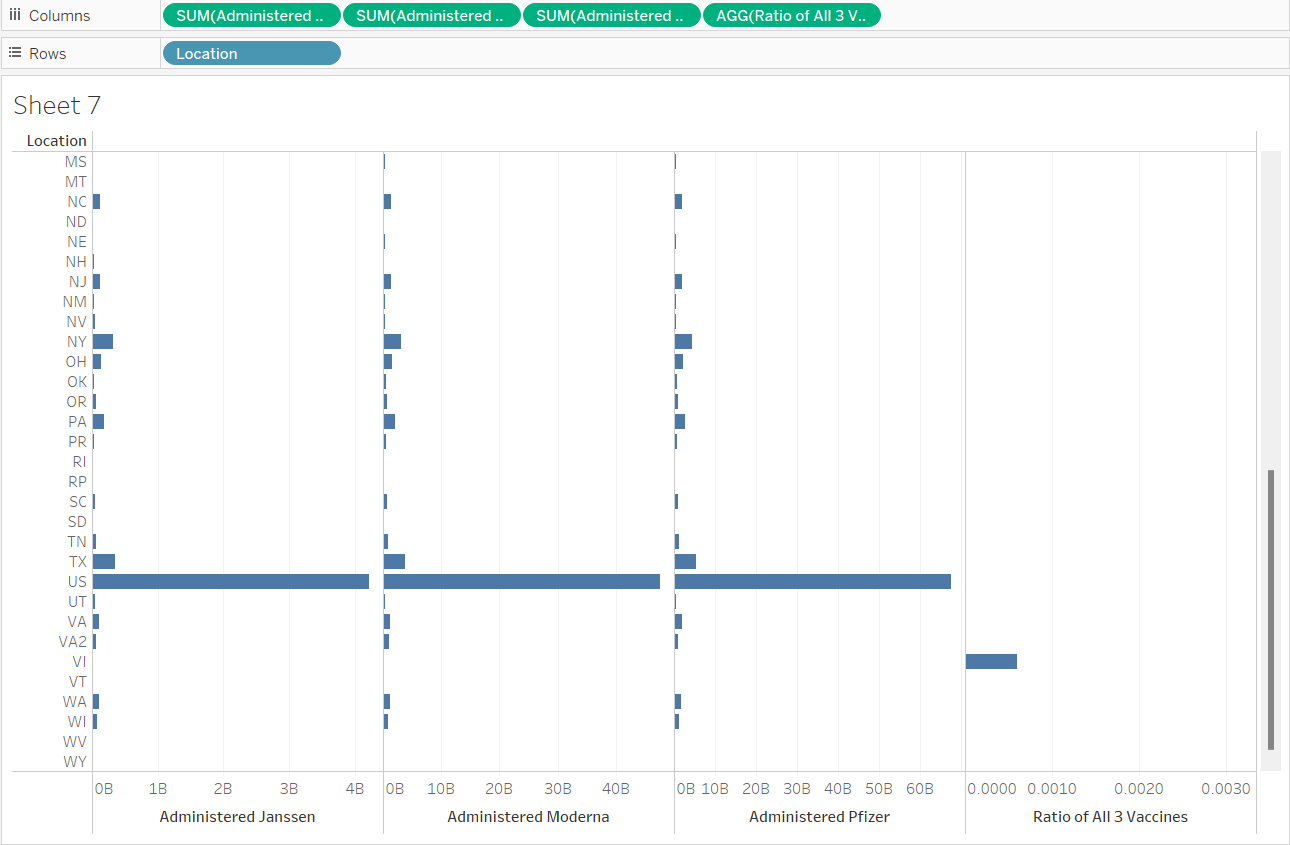 Columns SUM(Administered .. SUM(Administered .. SUM(Administered .. AGG(Ratio of All 3 V..
Rows Location
Sheet 7
Location
MS
MT
NC
ND
NE
NH
NJ
NM
NV
NY
OH
OK
OR
PA
PR
RI
RP
SC
SD
TN
TX
US
UT
VA
VA2
VI
VT
WA
WI
WV
WY
0B 1B 2B 3B 4B 0B 10B 20B 30B 40B 0B 10B 20B 30B 40B 50B 60B 0.0000 0.0010 0.0020 0.0030
Administered Janssen Administered Moderna Administered Pfizer Ratio of All 3 Vaccines